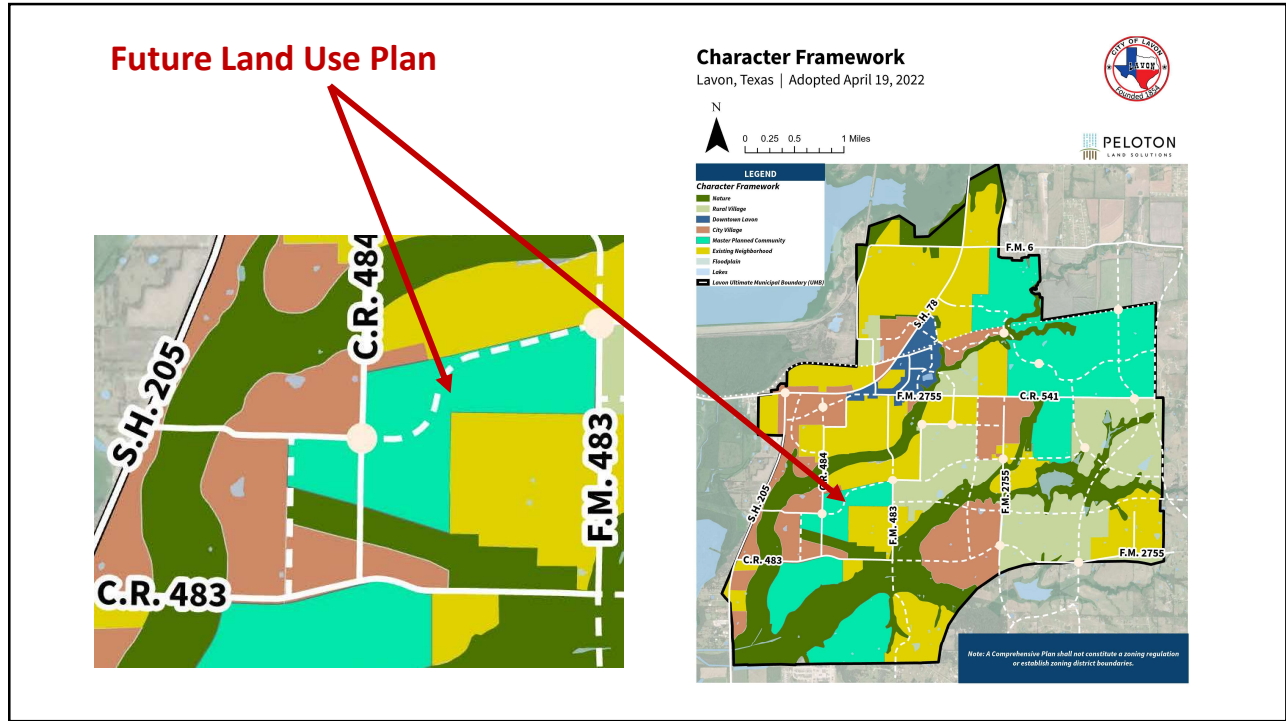 Future Land Use Plan
Character Framework
Lavon, Texas | Adopted April 19, 2022
CITY OF LAVON
LAVON
Founded 1854
N
0 0.25 0.5 1 Miles
PELOTON
LAND SOLUTIONS
LEGEND
Character Framework
Nature
Rural Village
Downtown Lavon
City Village
Master Planned Community
Existing Neighborhood
Floodplain
Lakes
Lavon Ultimate Municipal Boundary (UMB)
F.M. 6
S.H. 78
F.M. 2755
C.R. 541
C.R. 484
S.H. 205
F.M. 483
F.M. 2755
C.R. 483
F.M. 2755
C.R. 484
S.H. 205
F.M. 483
C.R. 483
Note: A Comprehensive Plan shall not constitute a zoning regulation
or establish zoning district boundaries.